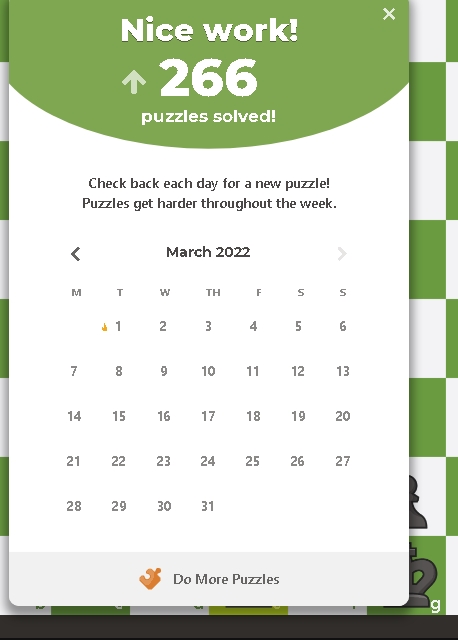 Nice work!
266
puzzles solved!
Check back each day for a new puzzle!
Puzzles get harder throughout the week.
March 2022
M T W TH F S S
1 2 3 4 5 6
7 8 9 10 11 12 13
14 15 16 17 18 19 20
21 22 23 24 25 26 27
28 29 30 31
Do More Puzzles
g